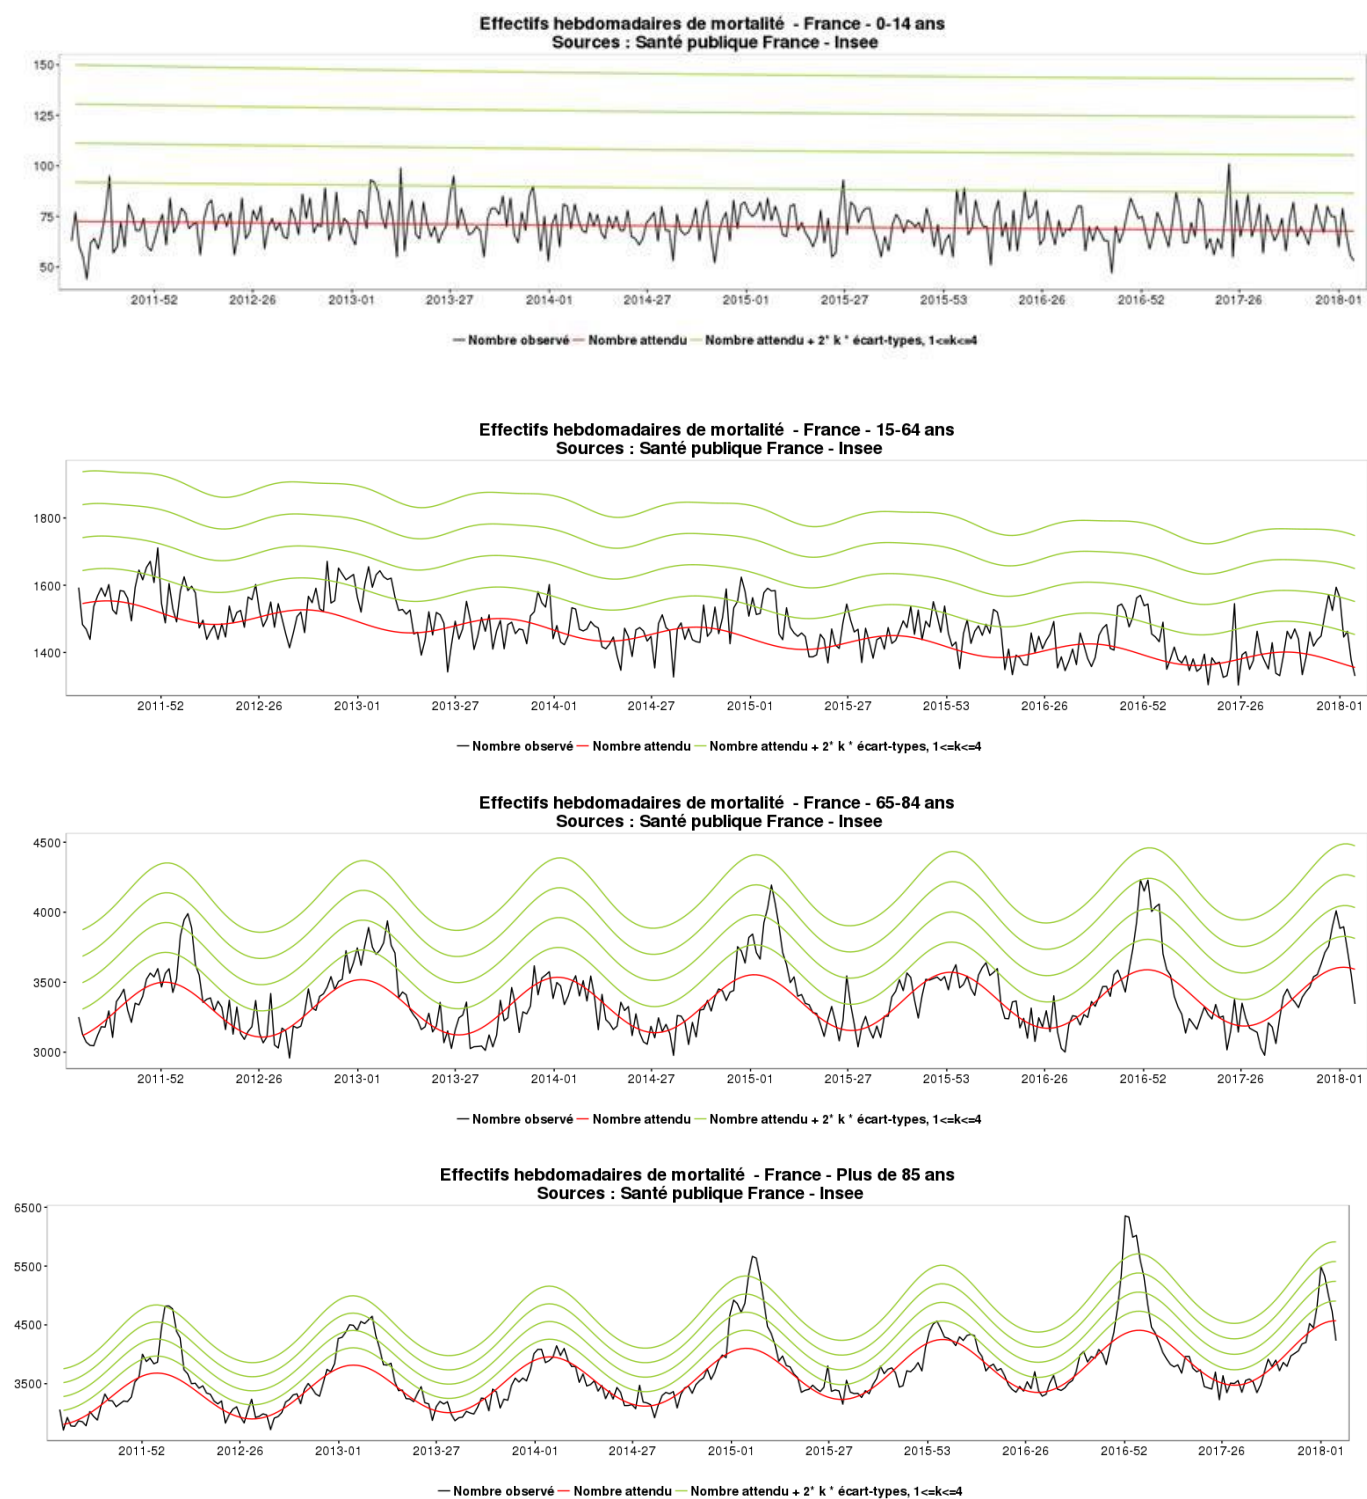 Effectifs hebdomadaires de mortalité - France - 0-14 ans
Sources : Santé publique France - Insee
150
125
100
75
50
2011-52 2012-26 2013-01 2013-27 2014-01 2014-27 2015-01 2015-27 2015-53 2016-26 2016-52 2017-26 2018-01
Nombre observé Nombre attendu Nombre attendu + 2* k * écart-types, 1<=k<=4
Effectifs hebdomadaires de mortalité - France - 15-64 ans
Sources : Santé publique France - Insee
1800
1600
1400
2011-52 2012-26 2013-01 2013-27 2014-01 2014-27 2015-01 2015-27 2015-53 2016-26 2016-52 2017-26 2018-01
Nombre observé Nombre attendu Nombre attendu + 2* k * écart-types, 1<=k<=4
Effectifs hebdomadaires de mortalité - France - 65-84 ans
Sources : Santé publique France - Insee
4500
4000
3500
3000
2011-52 2012-26 2013-01 2013-27 2014-01 2014-27 2015-01 2015-27 2015-53 2016-26 2016-52 2017-26 2018-01
Nombre observé Nombre attendu Nombre attendu + 2* k * écart-types, 1<=k<=4
Effectifs hebdomadaires de mortalité - France - Plus de 85 ans
Sources : Santé publique France - Insee
6500
5500
4500
3500
2011-52 2012-26 2013-01 2013-27 2014-01 2014-27 2015-01 2015-27 2015-53 2016-26 2016-52 2017-26 2018-01
Nombre observé Nombre attendu Nombre attendu + 2* k * écart-types, 1<=k<=4